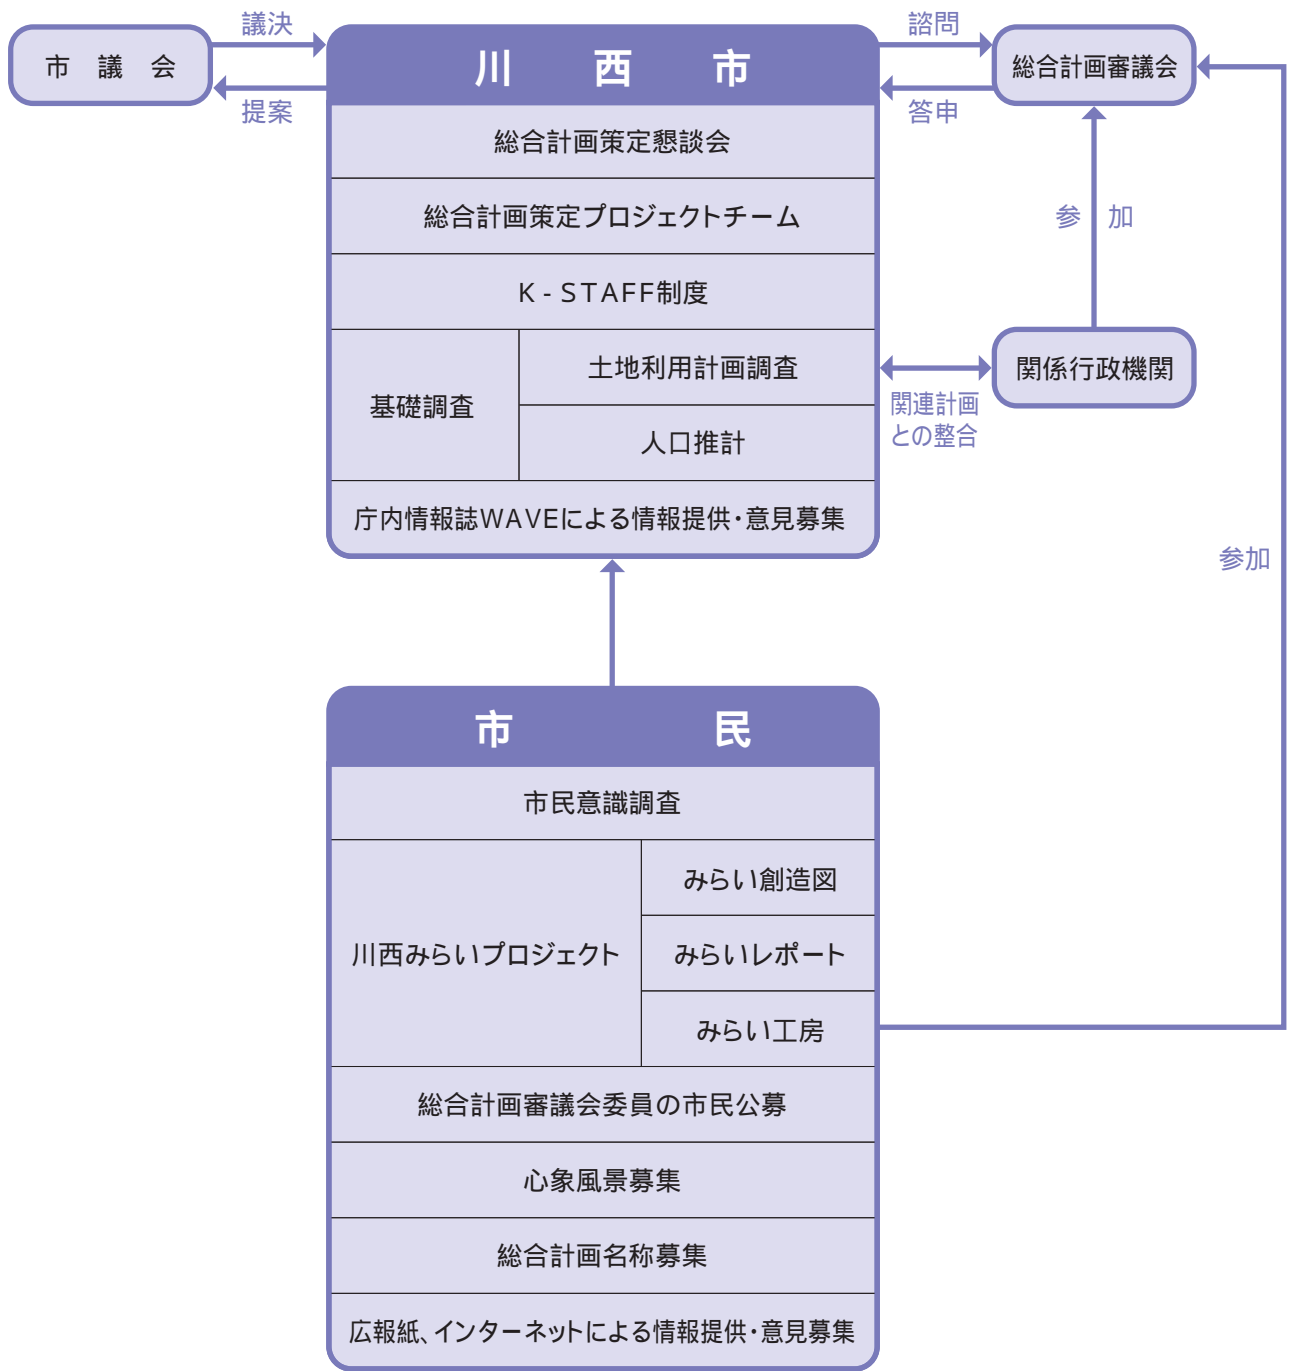 議決
諮問
市議会
川西市
総合計画審議会
提案
答申
総合計画策定懇談会
総合計画策定プロジェクトチーム
参加
K-STAFF制度
基礎調査
土地利用計画調査
人口推計
関係行政機関
関連計画
との整合
庁内情報誌WAVEによる情報提供・意見募集
参加
市民
市民意識調査
川西みらいプロジェクト
みらい創造図
みらいレポート
みらい工房
総合計画審議会委員の市民公募
心象風景募集
総合計画名称募集
広報紙、インターネットによる情報提供・意見募集